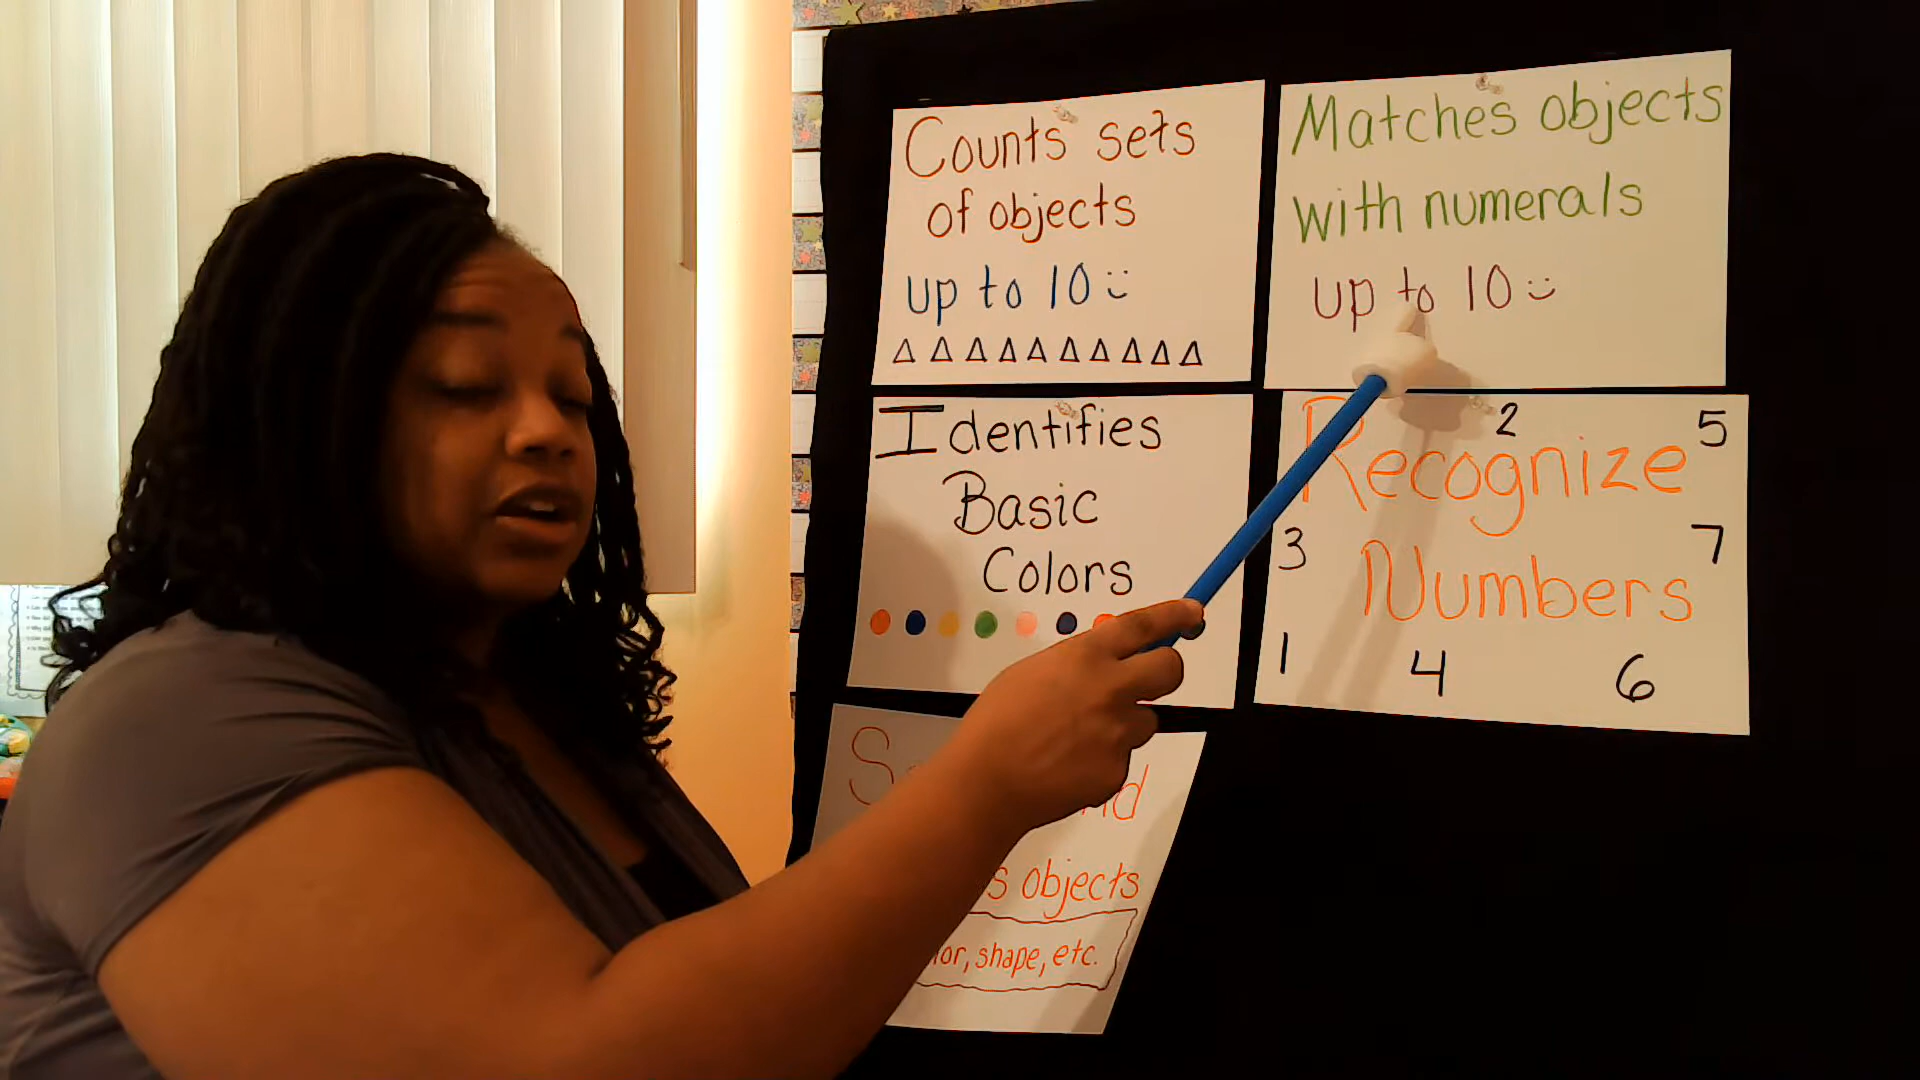 Counts sets
of objects
up to 10
Matches objects
with numerals
up to 10
Identifies
Basic
Colors
2 5
Recognize
3 7
Numbers
1 4 6
objects
shape, etc.